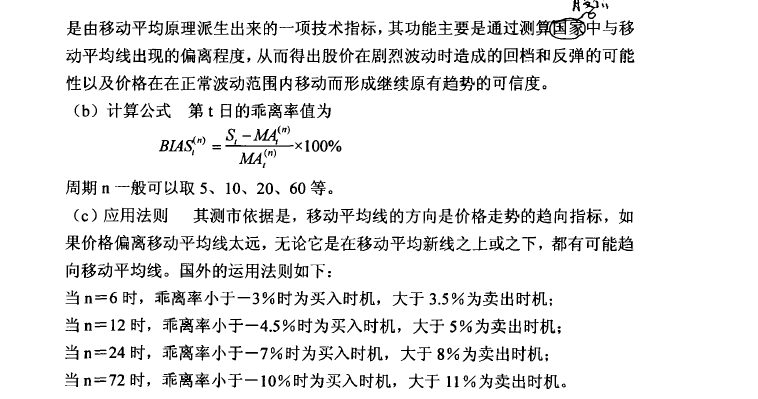 是由移动平均原理派生出来的一项技术指标，其功能主要是通过测算国家中与移
动平均线出现的偏离程度，从而得出股价在剧烈波动时造成的回档和反弹的可能
性以及价格在在正常波动范围内移动而形成继续原有趋势的可信度。
（b）计算公式 第 t 日的乖离率值为
BIAS_t^{(n)} = \frac{S_t - MA_t^{(n)}}{MA_t^{(n)}} ×100%
周期 n 一般可以取 5、10、20、60 等。
（c）应用法则 其测市依据是，移动平均线的方向是价格走势的趋向指标，如
果价格偏离移动平均线太远，无论它是在移动平均新线之上或之下，都有可能趋
向移动平均线。国外的运用法则如下：
当 n＝6 时，乖离率小于－3%时为买入时机，大于 3.5%为卖出时机；
当 n＝12 时，乖离率小于－4.5%时为买入时机，大于 5%为卖出时机；
当 n＝24 时，乖离率小于－7%时为买入时机，大于 8%为卖出时机；
当 n＝72 时，乖离率小于－10%时为买入时机，大于 11%为卖出时机。